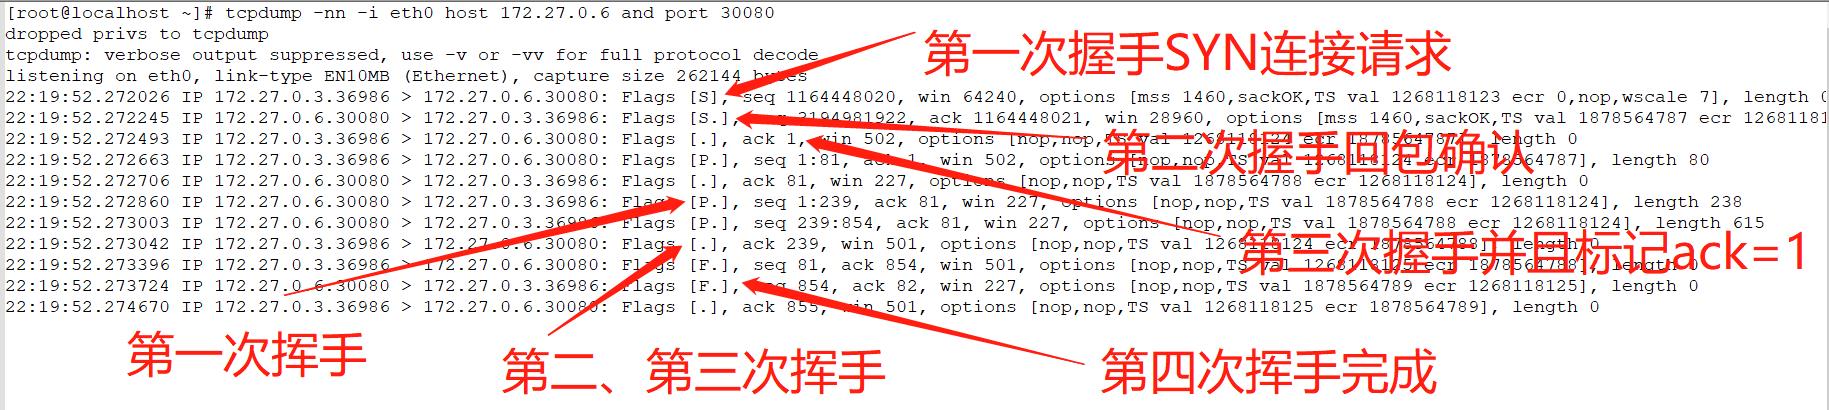 [root@localhost ~]# tcpdump -nn -i eth0 host 172.27.0.6 and port 30080
dropped privs to tcpdump
tcpdump: verbose output suppressed, use -v or -vv for full protocol decode
第一次握手SYN连接请求
listening on eth0, link-type EN10MB (Ethernet), capture size 262144 bytes
22:19:52.272026 IP 172.27.0.3.36986 > 172.27.0.6.30080: Flags [S], seq 1164448020, win 64240, options [mss 1460,sackOK,TS val 1268118123 ecr 0,nop,wscale 7], length 0
22:19:52.272245 IP 172.27.0.6.30080 > 172.27.0.3.36986: Flags [S.], seq 2194981922, ack 1164448021, win 28960, options [mss 1460,sackOK,TS val 1878564787 ecr 12681181
22:19:52.272493 IP 172.27.0.3.36986 > 172.27.0.6.30080: Flags [.], ack 1, win 502, options [nop,nop,TS val 1268118124 ecr 1878564787], length 0
第二次握手回包确认
22:19:52.272663 IP 172.27.0.3.36986 > 172.27.0.6.30080: Flags [P.], seq 1:81, ack 1, win 502, options [nop,nop,TS val 1268118124 ecr 1878564787], length 80
22:19:52.272706 IP 172.27.0.6.30080 > 172.27.0.3.36986: Flags [.], ack 81, win 227, options [nop,nop,TS val 1878564788 ecr 1268118124], length 0
22:19:52.272860 IP 172.27.0.6.30080 > 172.27.0.3.36986: Flags [P.], seq 1:239, ack 81, win 227, options [nop,nop,TS val 1878564788 ecr 1268118124], length 238
22:19:52.273003 IP 172.27.0.6.30080 > 172.27.0.3.36986: Flags [P.], seq 239:854, ack 81, win 227, options [nop,nop,TS val 1878564788 ecr 1268118124], length 615
22:19:52.273042 IP 172.27.0.3.36986 > 172.27.0.6.30080: Flags [.], ack 239, win 501, options [nop,nop,TS val 1268118124 ecr 1878564788], length 0
第三次握手并且标记ack=1
22:19:52.273396 IP 172.27.0.3.36986 > 172.27.0.6.30080: Flags [F.], seq 81, ack 854, win 501, options [nop,nop,TS val 1268118125 ecr 1878564788], length 0
22:19:52.273724 IP 172.27.0.6.30080 > 172.27.0.3.36986: Flags [F.], seq 854, ack 82, win 227, options [nop,nop,TS val 1878564789 ecr 1268118125], length 0
22:19:52.274670 IP 172.27.0.3.36986 > 172.27.0.6.30080: Flags [.], ack 855, win 501, options [nop,nop,TS val 1268118125 ecr 1878564789], length 0
第一次挥手
第二、第三次挥手
第四次挥手完成